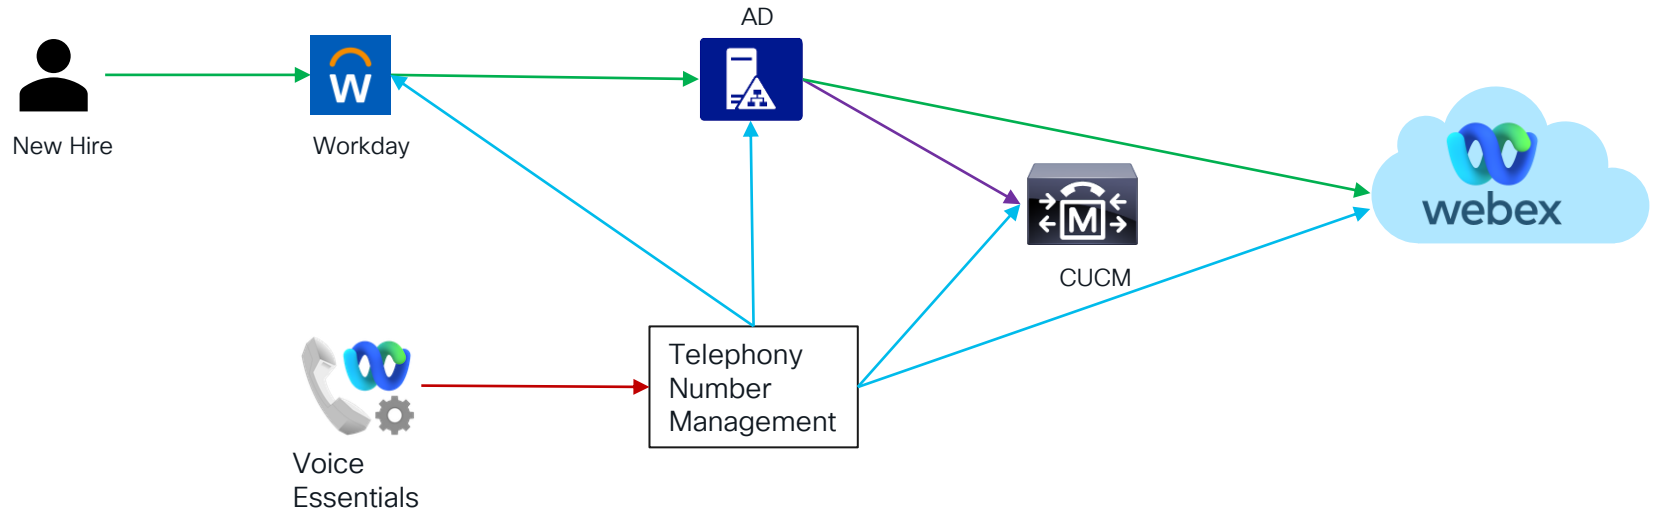 AD
W
New Hire
Workday
M
webex
CUCM
Telephony
Number
Management
Voice
Essentials